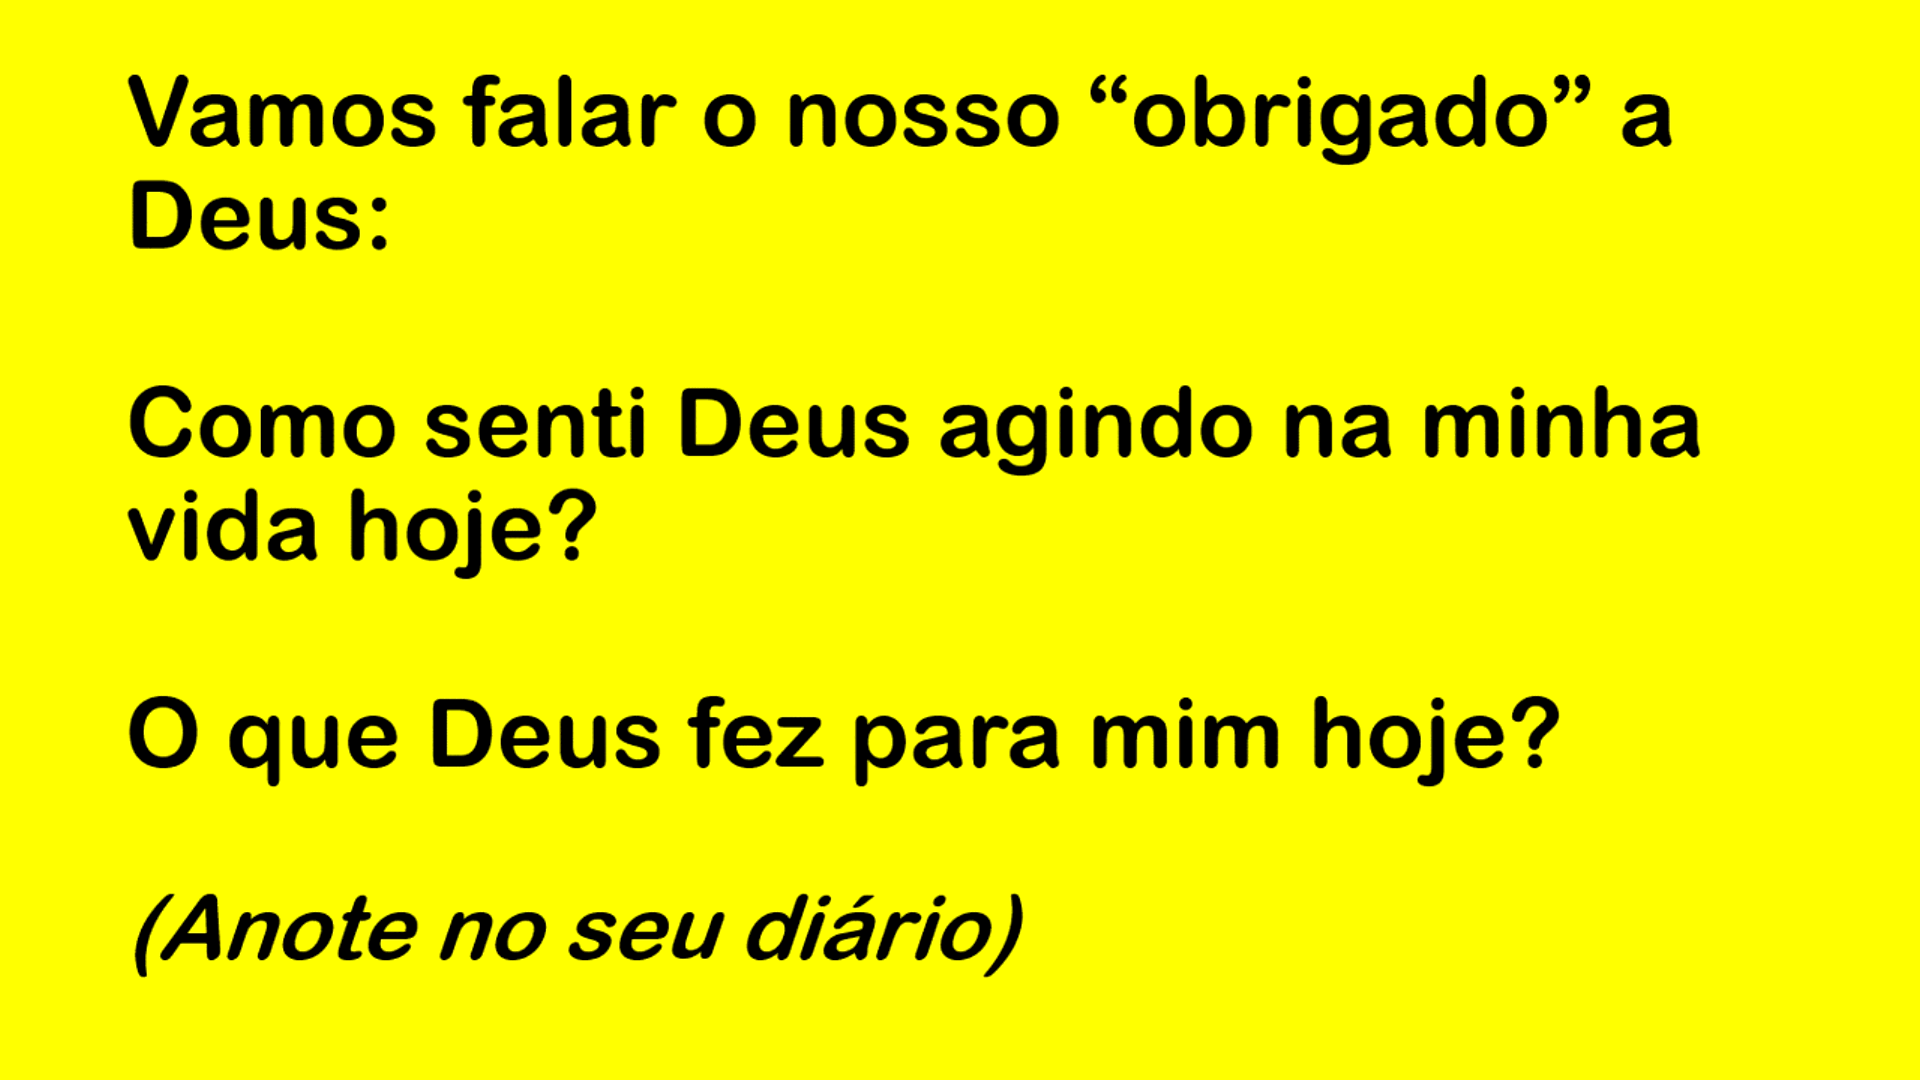 Vamos falar o nosso “obrigado” a
Deus:
Como senti Deus agindo na minha
vida hoje?
O que Deus fez para mim hoje?
(Anote no seu diário)